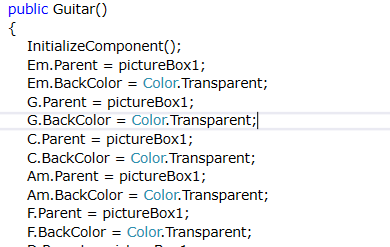 public Guitar()
{
InitializeComponent();
Em.Parent = pictureBox1;
Em.BackColor = Color.Transparent;
G.Parent = pictureBox1;
G.BackColor = Color.Transparent;
C.Parent = pictureBox1;
C.BackColor = Color.Transparent;
Am.Parent = pictureBox1;
Am.BackColor = Color.Transparent;
F.Parent = pictureBox1;
F.BackColor = Color.Transparent;